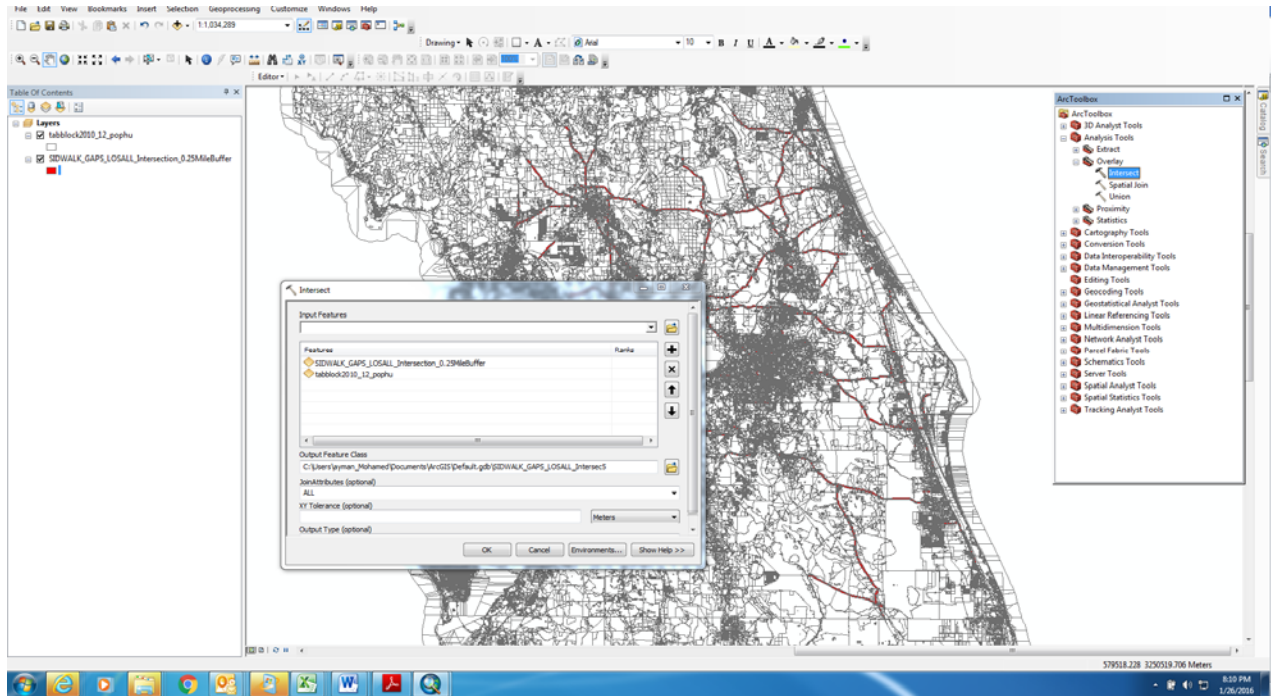 File Edit View Bookmarks Insert Selection Geoprocessing Customize Windows Help
1:1,034,289
Drawing A Arial 10 B I U A
Editor
Table Of Contents
Layers
tabblock2010_12_pophu
SIDWALK_GAPS_LOSALL_Intersection_0.25MileBuffer
Intersect
Input Features
Features Ranks
SIDWALK_GAPS_LOSALL_Intersection_0.25MileBuffer
tabblock2010_12_pophu
Output Feature Class
C:\Users\ayman_Mohamed\Documents\ArcGIS\Default.gdb\SIDWALK_GAPS_LOSALL_Intersec5
JoinAttributes (optional)
ALL
XY Tolerance (optional)
Meters
Output Type (optional)
OK Cancel Environments... Show Help >>
ArcToolbox
ArcToolbox
3D Analyst Tools
Analysis Tools
Extract
Overlay
Intersect
Spatial Join
Union
Proximity
Statistics
Cartography Tools
Conversion Tools
Data Interoperability Tools
Data Management Tools
Editing Tools
Geocoding Tools
Geostatistical Analyst Tools
Linear Referencing Tools
Multidimension Tools
Network Analyst Tools
Parcel Fabric Tools
Schematics Tools
Server Tools
Spatial Analyst Tools
Spatial Statistics Tools
Tracking Analyst Tools
Catalog
Search
579518.228 3250519.706 Meters
8:10 PM
1/26/2016